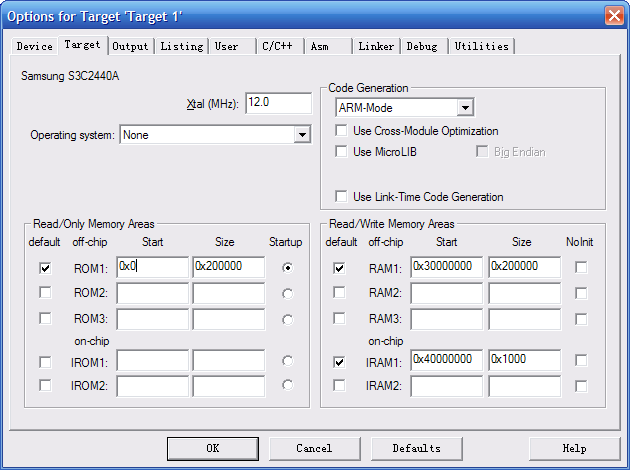 Options for Target 'Target 1'
Device Target Output Listing User C/C++ Asm Linker Debug Utilities
Samsung S3C2440A
Xtal (MHz): 12.0
Operating system: None
Code Generation
ARM-Mode
Use Cross-Module Optimization
Use MicroLIB Big Endian
Use Link-Time Code Generation
Read/Only Memory Areas
default off-chip Start Size Startup
ROM1: 0x0 0x200000
ROM2:
ROM3:
on-chip
IROM1:
IROM2:
Read/Write Memory Areas
default off-chip Start Size NoInit
RAM1: 0x30000000 0x200000
RAM2:
RAM3:
on-chip
IRAM1: 0x40000000 0x1000
IRAM2:
OK Cancel Defaults Help